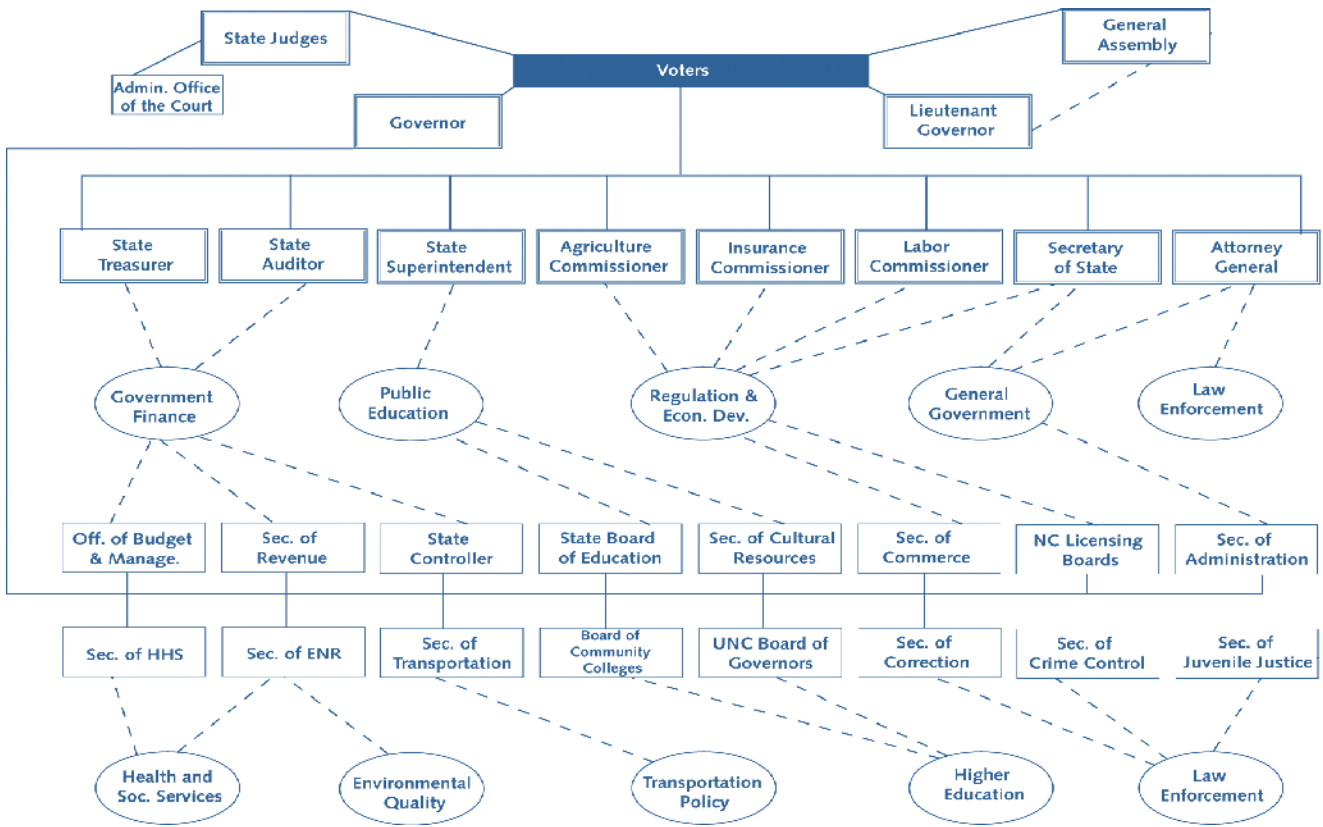 State Judges
General
Assembly
Voters
Admin. Office
of the Court
Governor
Lieutenant
Governor
State
Treasurer
State
Auditor
State
Superintendent
Agriculture
Commissioner
Insurance
Commissioner
Labor
Commissioner
Secretary
of State
Attorney
General
Government
Finance
Public
Education
Regulation &
Econ. Dev.
General
Government
Law
Enforcement
Off. of Budget
& Manage.
Sec. of
Revenue
State
Controller
State Board
of Education
Sec. of Cultural
Resources
Sec. of
Commerce
NC Licensing
Boards
Sec. of
Administration
Sec. of HHS
Sec. of ENR
Sec. of
Transportation
Board of
Community
Colleges
UNC Board of
Governors
Sec. of
Correction
Sec. of
Crime Control
Sec. of
Juvenile Justice
Health and
Soc. Services
Environmental
Quality
Transportation
Policy
Higher
Education
Law
Enforcement